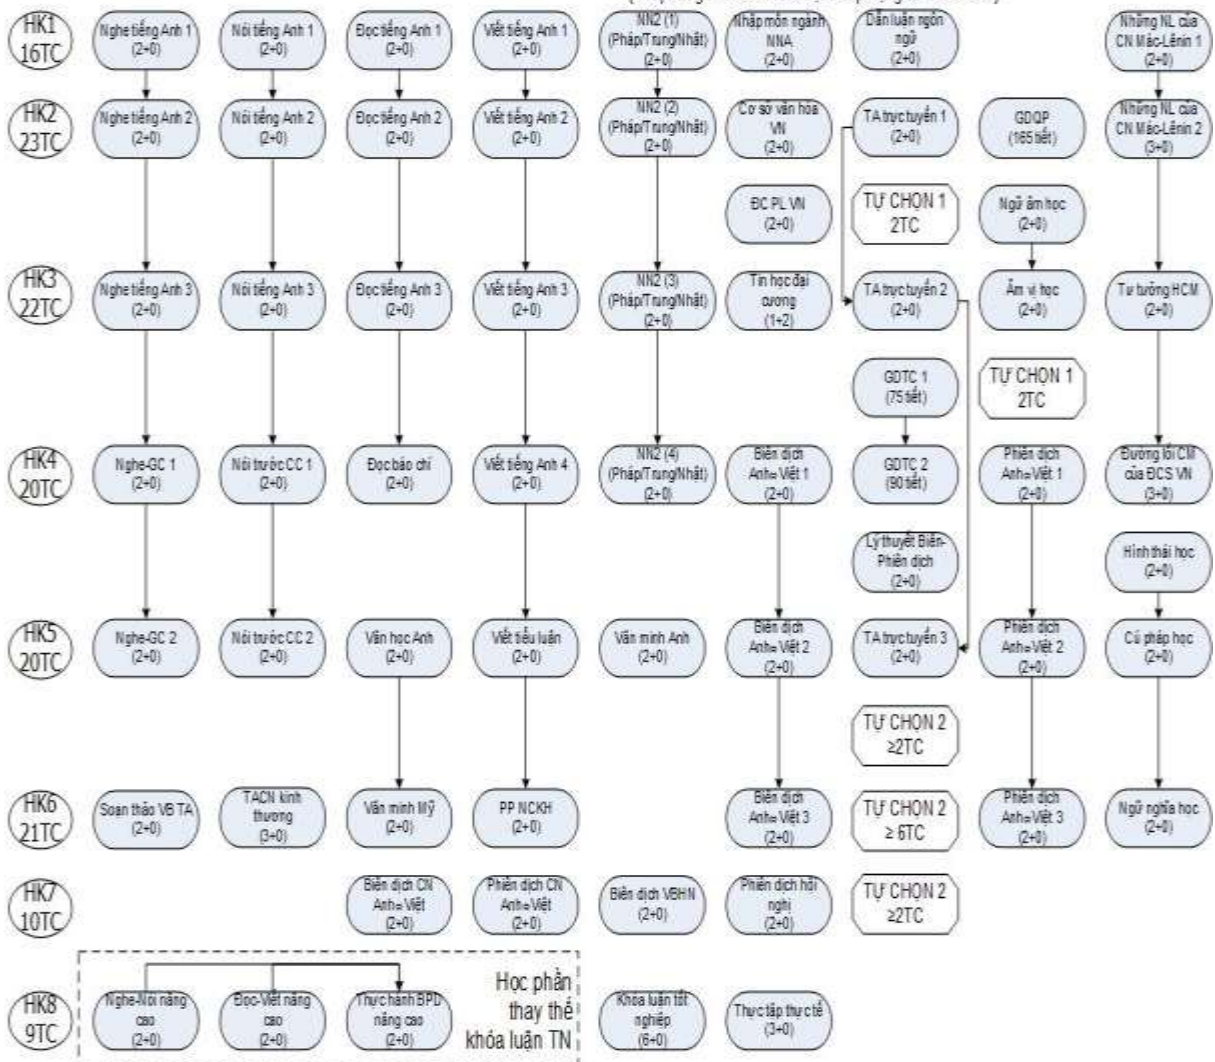 HK1
16TC
Nghe tiếng Anh 1
(2+0)
Nói tiếng Anh 1
(2+0)
Đọc tiếng Anh 1
(2+0)
Viết tiếng Anh 1
(2+0)
NN2 (1)
(Pháp/Trung/Nhật)
(2+0)
Nhập môn ngành
NNA
(2+0)
Dẫn luận ngôn
ngữ
(2+0)
Những NL của
CN Mác-Lênin 1
(2+0)
HK2
23TC
Nghe tiếng Anh 2
(2+0)
Nói tiếng Anh 2
(2+0)
Đọc tiếng Anh 2
(2+0)
Viết tiếng Anh 2
(2+0)
NN2 (2)
(Pháp/Trung/Nhật)
(2+0)
Cơ sở văn hóa
VN
(2+0)
TA trực tuyến 1
(2+0)
GDQP
(165 tiết)
Những NL của
CN Mác-Lênin 2
(3+0)
ĐC PL VN
(2+0)
TỰ CHỌN 1
2TC
Ngữ âm học
(2+0)
HK3
22TC
Nghe tiếng Anh 3
(2+0)
Nói tiếng Anh 3
(2+0)
Đọc tiếng Anh 3
(2+0)
Viết tiếng Anh 3
(2+0)
NN2 (3)
(Pháp/Trung/Nhật)
(2+0)
Tin học đại
cương
(1+2)
TA trực tuyến 2
(2+0)
Âm vị học
(2+0)
Tư tưởng HCM
(2+0)
GDTC 1
(75 tiết)
TỰ CHỌN 1
2TC
HK4
20TC
Nghe-GC 1
(2+0)
Nói trước CC 1
(2+0)
Đọc báo chí
(2+0)
Viết tiếng Anh 4
(2+0)
NN2 (4)
(Pháp/Trung/Nhật)
(2+0)
Biên dịch
Anh=Việt 1
(2+0)
GDTC 2
(90 tiết)
Phiên dịch
Anh=Việt 1
(2+0)
Đường lối CM
của ĐCS VN
(3+0)
Lý thuyết Biên-
Phiên dịch
(2+0)
Hình thái học
(2+0)
HK5
20TC
Nghe-GC 2
(2+0)
Nói trước CC 2
(2+0)
Văn học Anh
(2+0)
Viết tiểu luận
(2+0)
Văn minh Anh
(2+0)
Biên dịch
Anh=Việt 2
(2+0)
TA trực tuyến 3
(2+0)
Phiên dịch
Anh=Việt 2
(2+0)
Cú pháp học
(2+0)
TỰ CHỌN 2
≥2TC
HK6
21TC
Soạn thảo VB TA
(2+0)
TACN kinh
thương
(3+0)
Văn minh Mỹ
(2+0)
PP NCKH
(2+0)
Biên dịch
Anh=Việt 3
(2+0)
TỰ CHỌN 2
≥ 6TC
Phiên dịch
Anh=Việt 3
(2+0)
Ngữ nghĩa học
(2+0)
HK7
10TC
Biên dịch CN
Anh=Việt
(2+0)
Phiên dịch CN
Anh=Việt
(2+0)
Biên dịch VBHN
(2+0)
Phiên dịch hội
nghị
(2+0)
TỰ CHỌN 2
≥2TC
HK8
9TC
Nghe-Nói nâng
cao
(2+0)
Đọc-Viết nâng
cao
(2+0)
Thực hành BPD
nâng cao
(2+0)
Học phần
thay thế
khóa luận TN
Khóa luận tốt
nghiệp
(6+0)
Thực tập thực tế
(3+0)